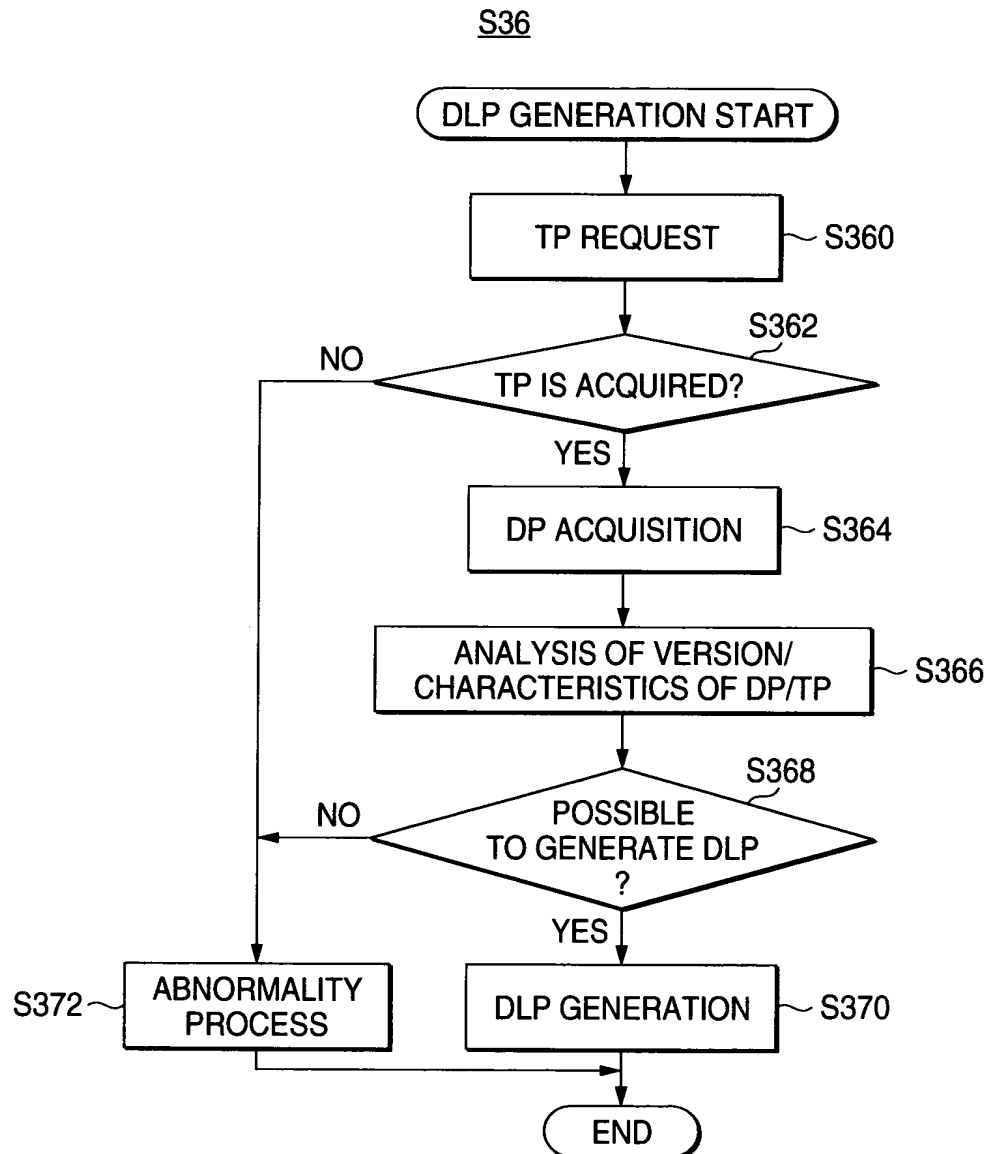 S36
DLP GENERATION START
TP REQUEST
S360
S362
NO
TP IS ACQUIRED?
YES
DP ACQUISITION
S364
ANALYSIS OF VERSION/
CHARACTERISTICS OF DP/TP
S366
S368
NO
POSSIBLE
TO GENERATE DLP
?
YES
S372
ABNORMALITY
PROCESS
DLP GENERATION
S370
END